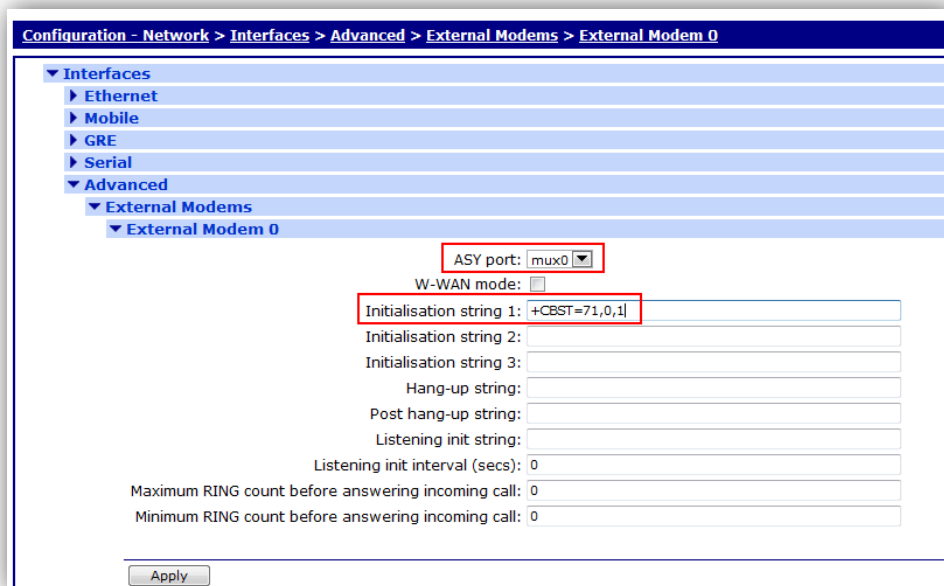 Configuration - Network > Interfaces > Advanced > External Modems > External Modem 0
Interfaces
Ethernet
Mobile
GRE
Serial
Advanced
External Modems
External Modem 0
ASY port: mux0
W-WAN mode:
Initialisation string 1: +CBST=71,0,1
Initialisation string 2:
Initialisation string 3:
Hang-up string:
Post hang-up string:
Listening init string:
Listening init interval (secs): 0
Maximum RING count before answering incoming call: 0
Minimum RING count before answering incoming call: 0
Apply